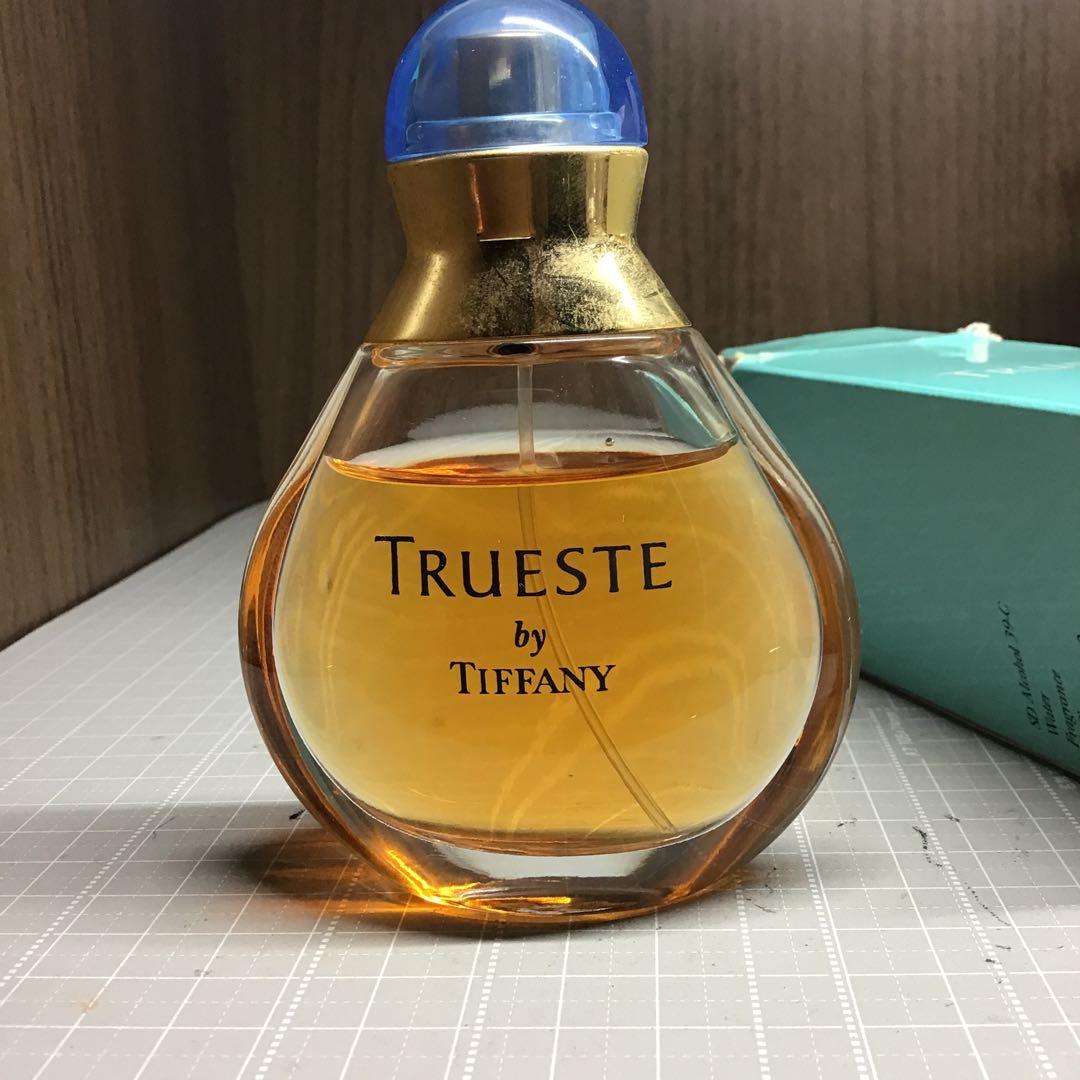 TRUESTE
by
TIFFANY
SD Alcohol 39-C
Water
Fragrance